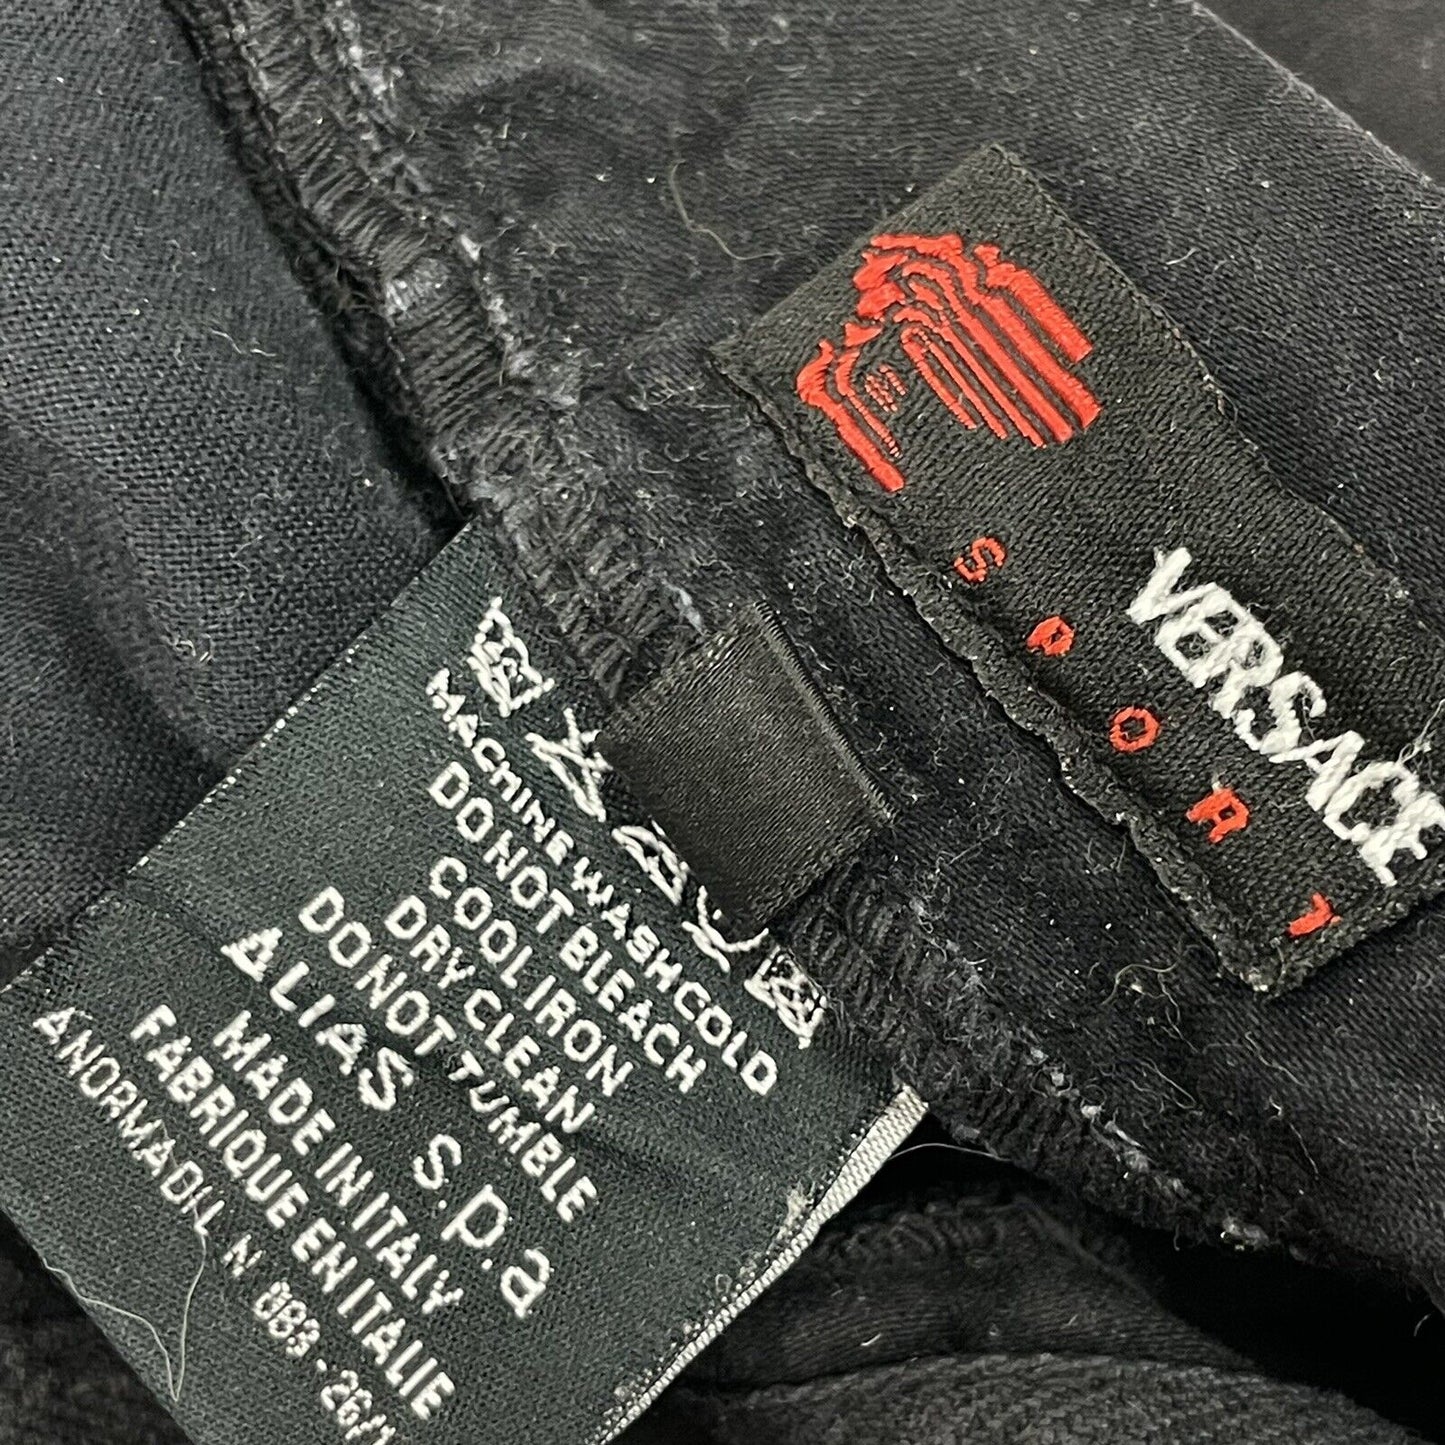 VERSACE
SPORT
MACHINE WASH COLD
DO NOT BLEACH
COOL IRON
DRY CLEAN
DO NOT TUMBLE
ALIAS S.p.a
MADE IN ITALY
FABRIQUE EN ITALIE